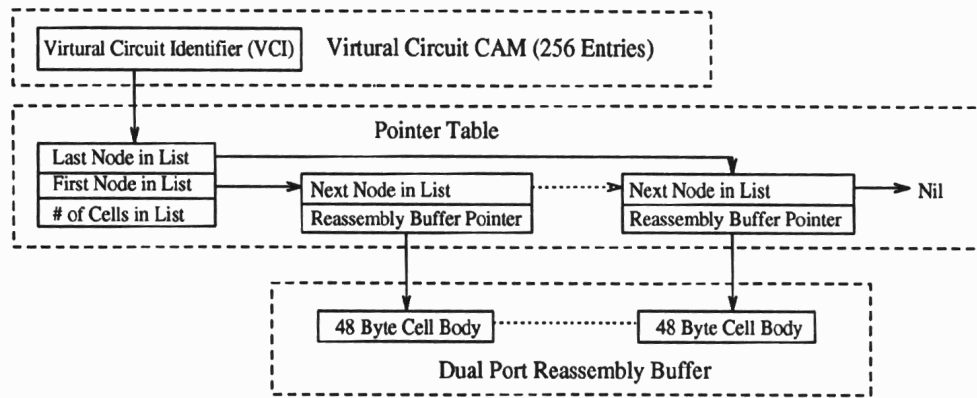 Virtural Circuit Identifier (VCI)
Virtural Circuit CAM (256 Entries)
Pointer Table
Last Node in List
First Node in List
# of Cells in List
Next Node in List
Reassembly Buffer Pointer
Next Node in List
Reassembly Buffer Pointer
Nil
48 Byte Cell Body
48 Byte Cell Body
Dual Port Reassembly Buffer